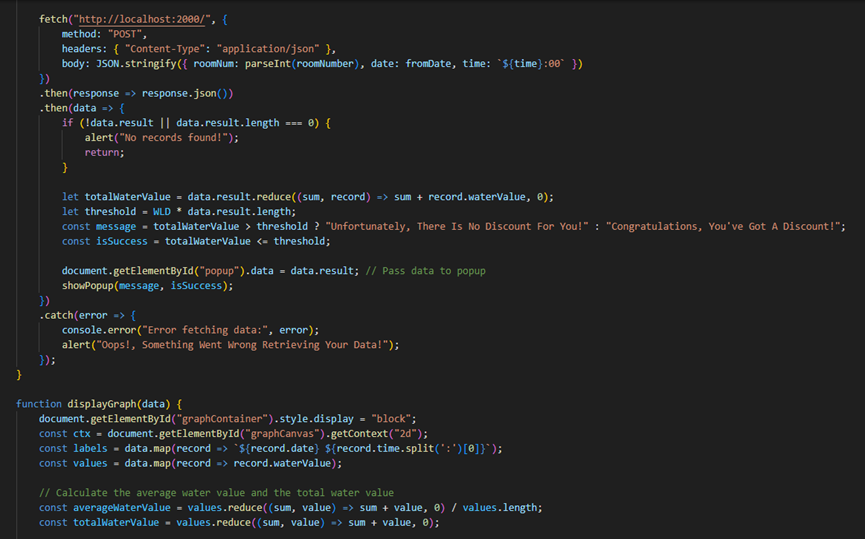 fetch("http://localhost:2000/", {
method: "POST",
headers: { "Content-Type": "application/json" },
body: JSON.stringify({ roomNum: parseInt(roomNumber), date: fromDate, time: `${time}:00` })
})
.then(response => response.json())
.then(data => {
if (!data.result || data.result.length === 0) {
alert("No records found!");
return;
}
let totalWaterValue = data.result.reduce((sum, record) => sum + record.waterValue, 0);
let threshold = WLD * data.result.length;
const message = totalWaterValue > threshold ? "Unfortunately, There Is No Discount For You!" : "Congratulations, You've Got A Discount!";
const isSuccess = totalWaterValue <= threshold;
document.getElementById("popup").data = data.result; // Pass data to popup
showPopup(message, isSuccess);
})
.catch(error => {
console.error("Error fetching data:", error);
alert("Oops!, Something Went Wrong Retrieving Your Data!");
});
}
function displayGraph(data) {
document.getElementById("graphContainer").style.display = "block";
const ctx = document.getElementById("graphCanvas").getContext("2d");
const labels = data.map(record => `${record.date} ${record.time.split(':')[0]}`);
const values = data.map(record => record.waterValue);
// Calculate the average water value and the total water value
const averageWaterValue = values.reduce((sum, value) => sum + value, 0) / values.length;
const totalWaterValue = values.reduce((sum, value) => sum + value, 0);